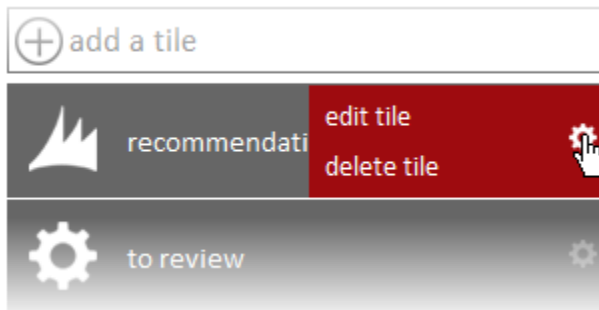 add a tile
recommendati
edit tile
delete tile
to review